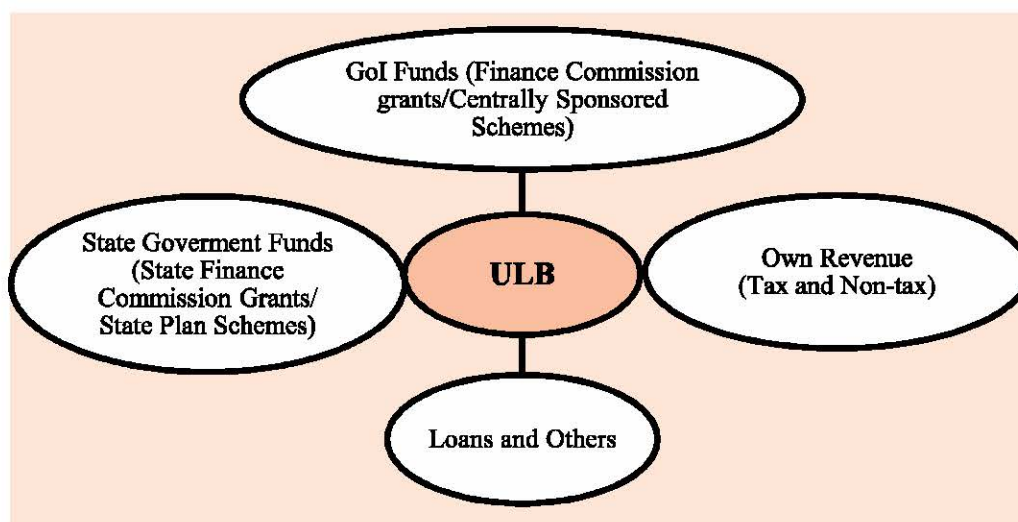 GoI Funds (Finance Commission
grants/Centrally Sponsored
Schemes)
State Goverment Funds
(State Finance
Commission Grants/
State Plan Schemes)
ULB
Own Revenue
(Tax and Non-tax)
Loans and Others